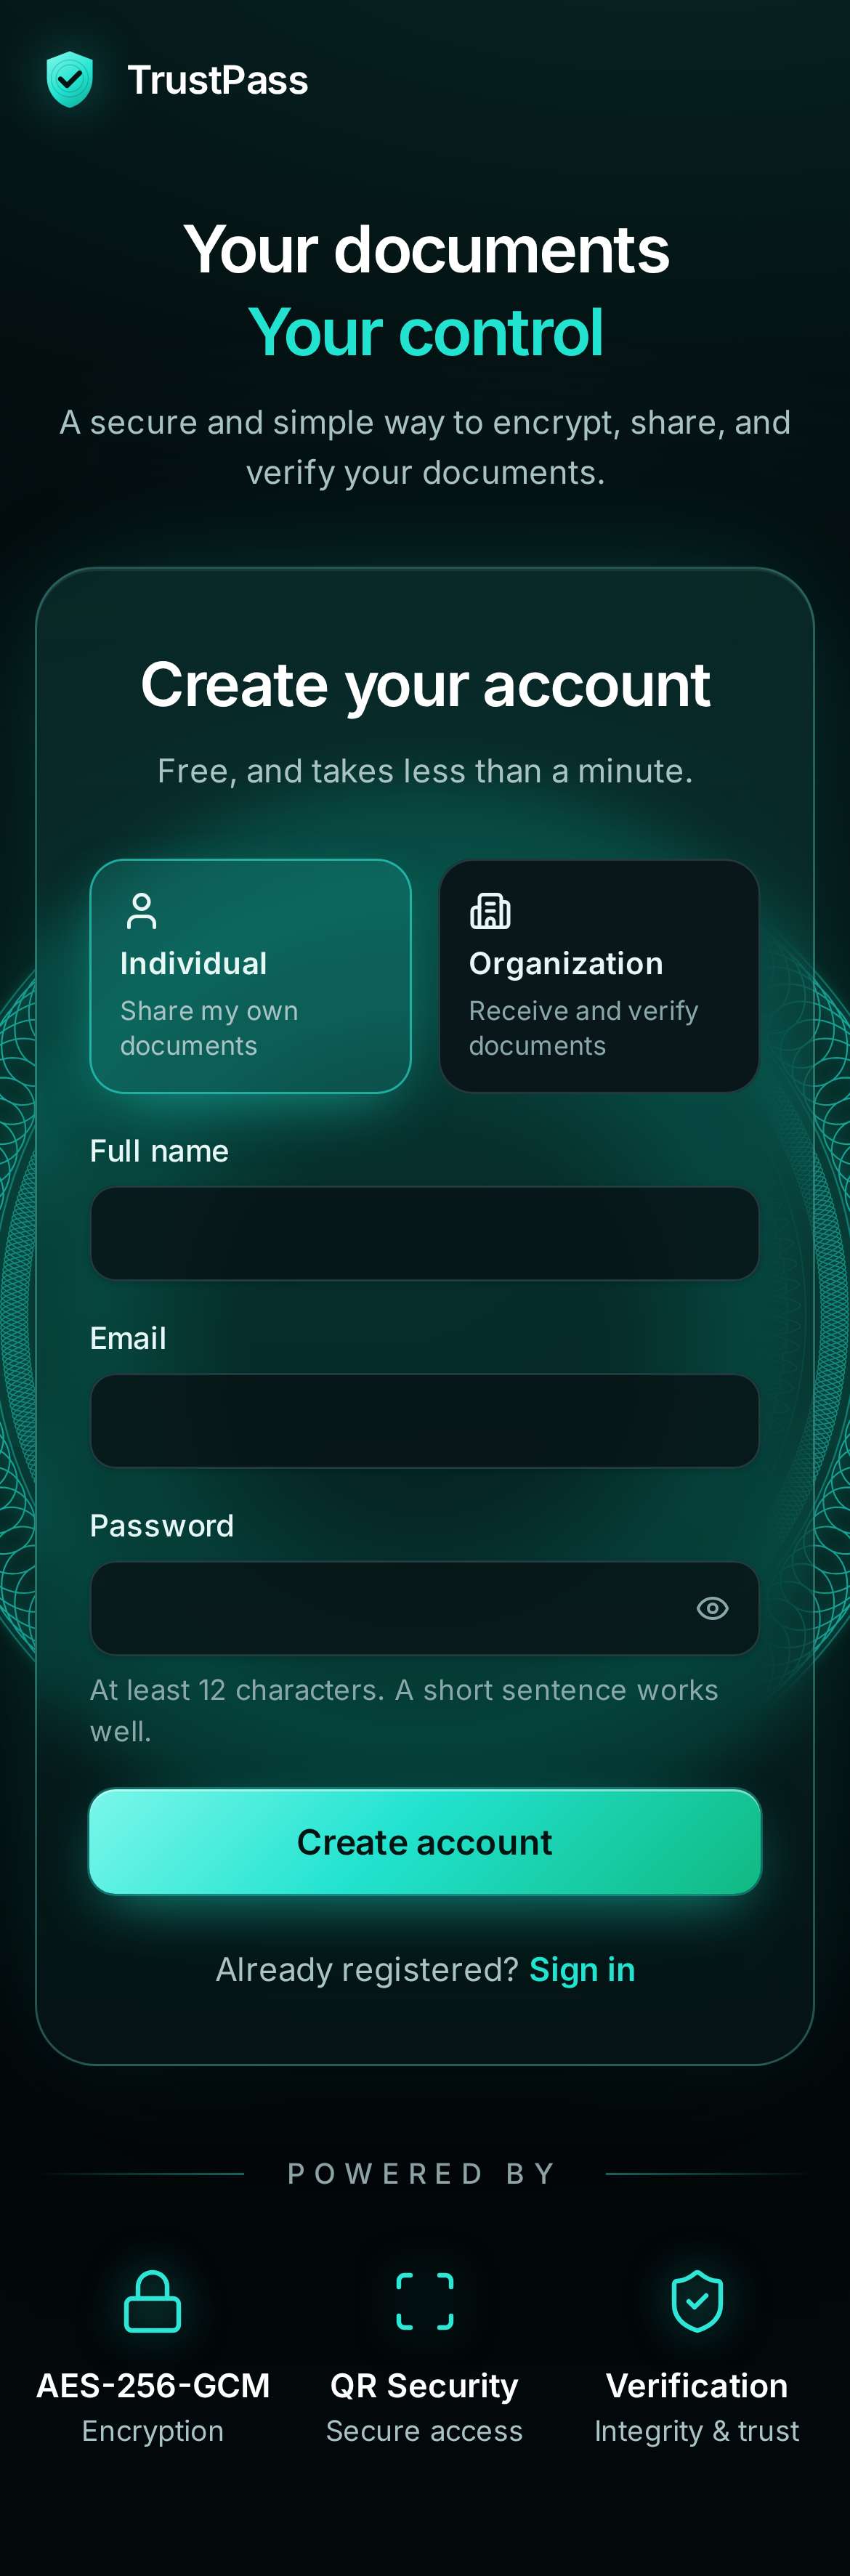 TrustPass
Your documents
Your control
A secure and simple way to encrypt, share, and
verify your documents.
Create your account
Free, and takes less than a minute.
Individual
Share my own
documents
Organization
Receive and verify
documents
Full name
Email
Password
At least 12 characters. A short sentence works
well.
Create account
Already registered? Sign in
POWERED BY
AES-256-GCM
Encryption
QR Security
Secure access
Verification
Integrity & trust